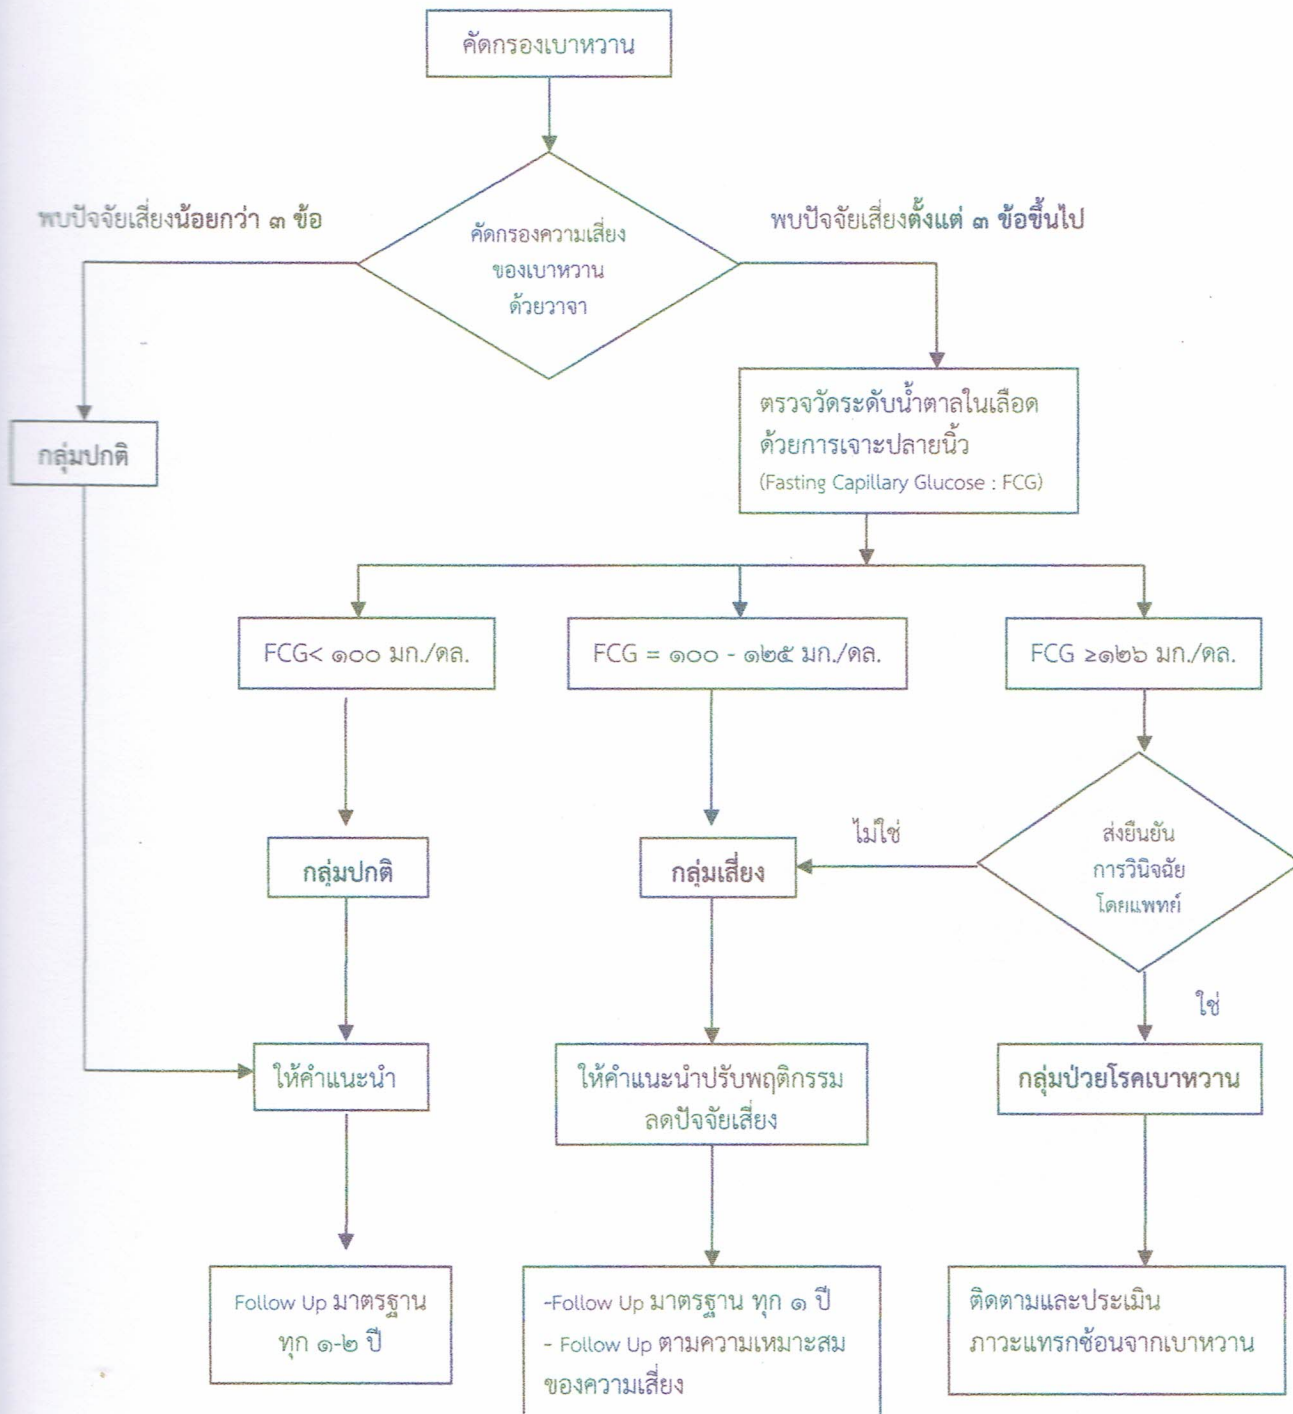 คัดกรองเบาหวาน
พบปัจจัยเสี่ยงน้อยกว่า ๓ ข้อ
คัดกรองความเสี่ยง
ของเบาหวาน
ด้วยวาจา
พบปัจจัยเสี่ยงตั้งแต่ ๓ ข้อขึ้นไป
กลุ่มปกติ
ตรวจวัดระดับน้ำตาลในเลือด
ด้วยการเจาะปลายนิ้ว
(Fasting Capillary Glucose : FCG)
FCG< ๑๐๐ มก./ดล.
FCG = ๑๐๐ - ๑๒๕ มก./ดล.
FCG ≥๑๒๖ มก./ดล.
กลุ่มปกติ
กลุ่มเสี่ยง
ไม่ใช่
ส่งยืนยัน
การวินิจฉัย
โดยแพทย์
ใช่
ให้คำแนะนำ
ให้คำแนะนำปรับพฤติกรรม
ลดปัจจัยเสี่ยง
กลุ่มป่วยโรคเบาหวาน
Follow Up มาตรฐาน
ทุก ๑-๒ ปี
-Follow Up มาตรฐาน ทุก ๑ ปี
- Follow Up ตามความเหมาะสม
ของความเสี่ยง
ติดตามและประเมิน
ภาวะแทรกซ้อนจากเบาหวาน